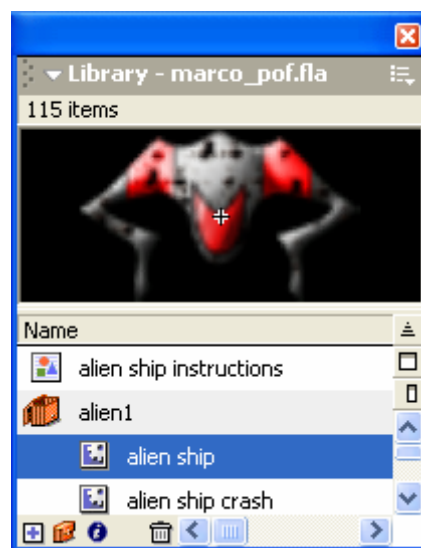 Library - marco_pof.fla
115 items
Name
alien ship instructions
alien1
alien ship
alien ship crash